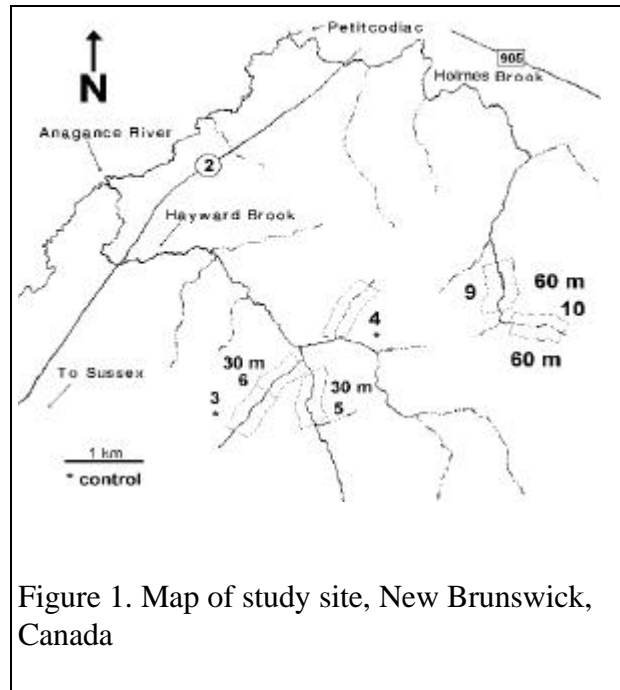 Petitcodiac
905
Holmes Brook
N
Anagance River
2
Hayward Brook
9
60 m
10
4
*
60 m
30 m
6
3
*
30 m
5
To Sussex
1 km
* control
Figure 1. Map of study site, New Brunswick,
Canada